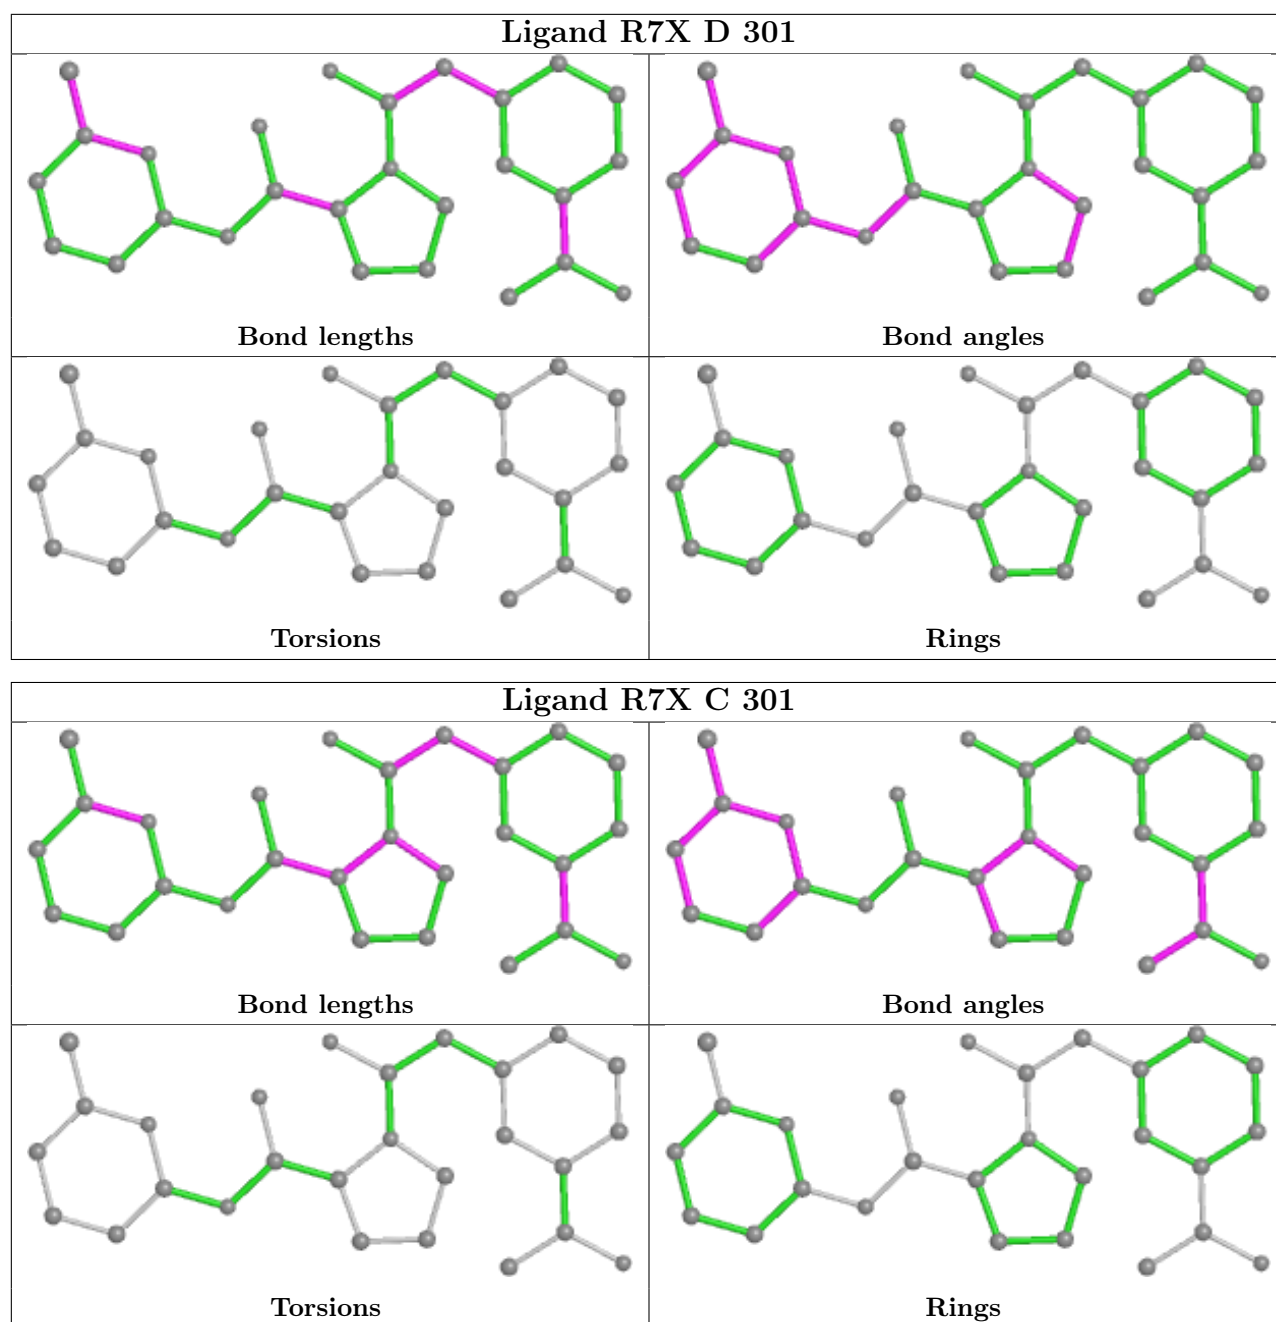 Ligand R7X D 301
Bond lengths
Bond angles
Torsions
Rings
Ligand R7X C 301
Bond lengths
Bond angles
Torsions
Rings